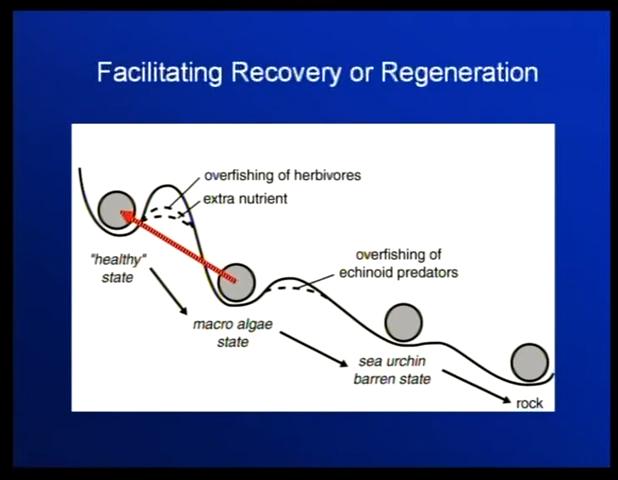 Facilitating Recovery or Regeneration
overfishing of herbivores
extra nutrient
"healthy"
state
overfishing of
echinoid predators
macro algae
state
sea urchin
barren state
rock